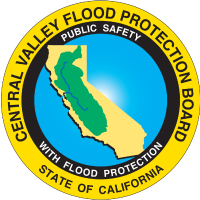 CENTRAL VALLEY FLOOD PROTECTION BOARD
PUBLIC SAFETY
WITH FLOOD PROTECTION
STATE OF CALIFORNIA